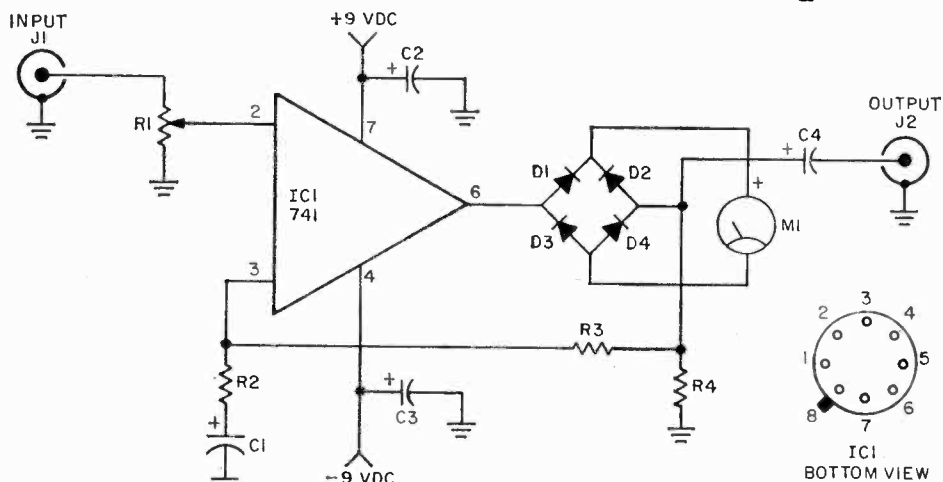 INPUT
J1
+9 VDC
+
C2
R1
2
7
IC1
741
6
D1
D2
D3
D4
+
C4
OUTPUT
J2
+
M1
3
4
R3
R2
+
C1
+
C3
R4
-9 VDC
3
2
4
1
5
8
6
7
IC1
BOTTOM VIEW